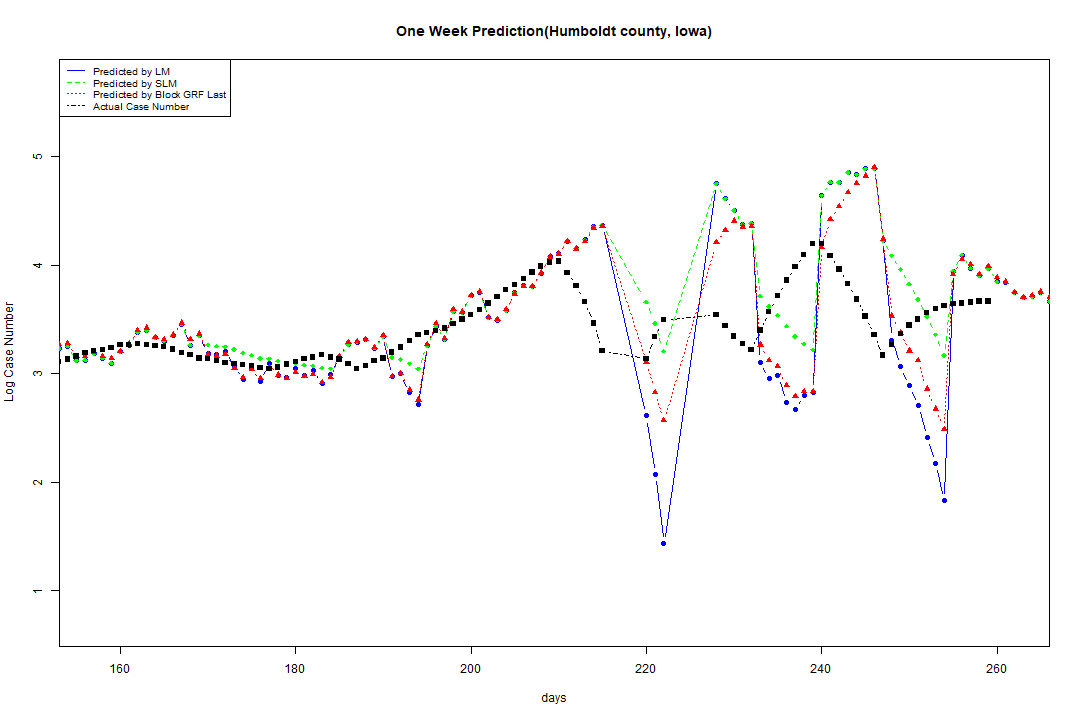 One Week Prediction(Humboldt county, Iowa)
Predicted by LM
Predicted by SLM
Predicted by Block GRF Last
Actual Case Number
5
4
3
2
1
Log Case Number
160 180 200 220 240 260
days